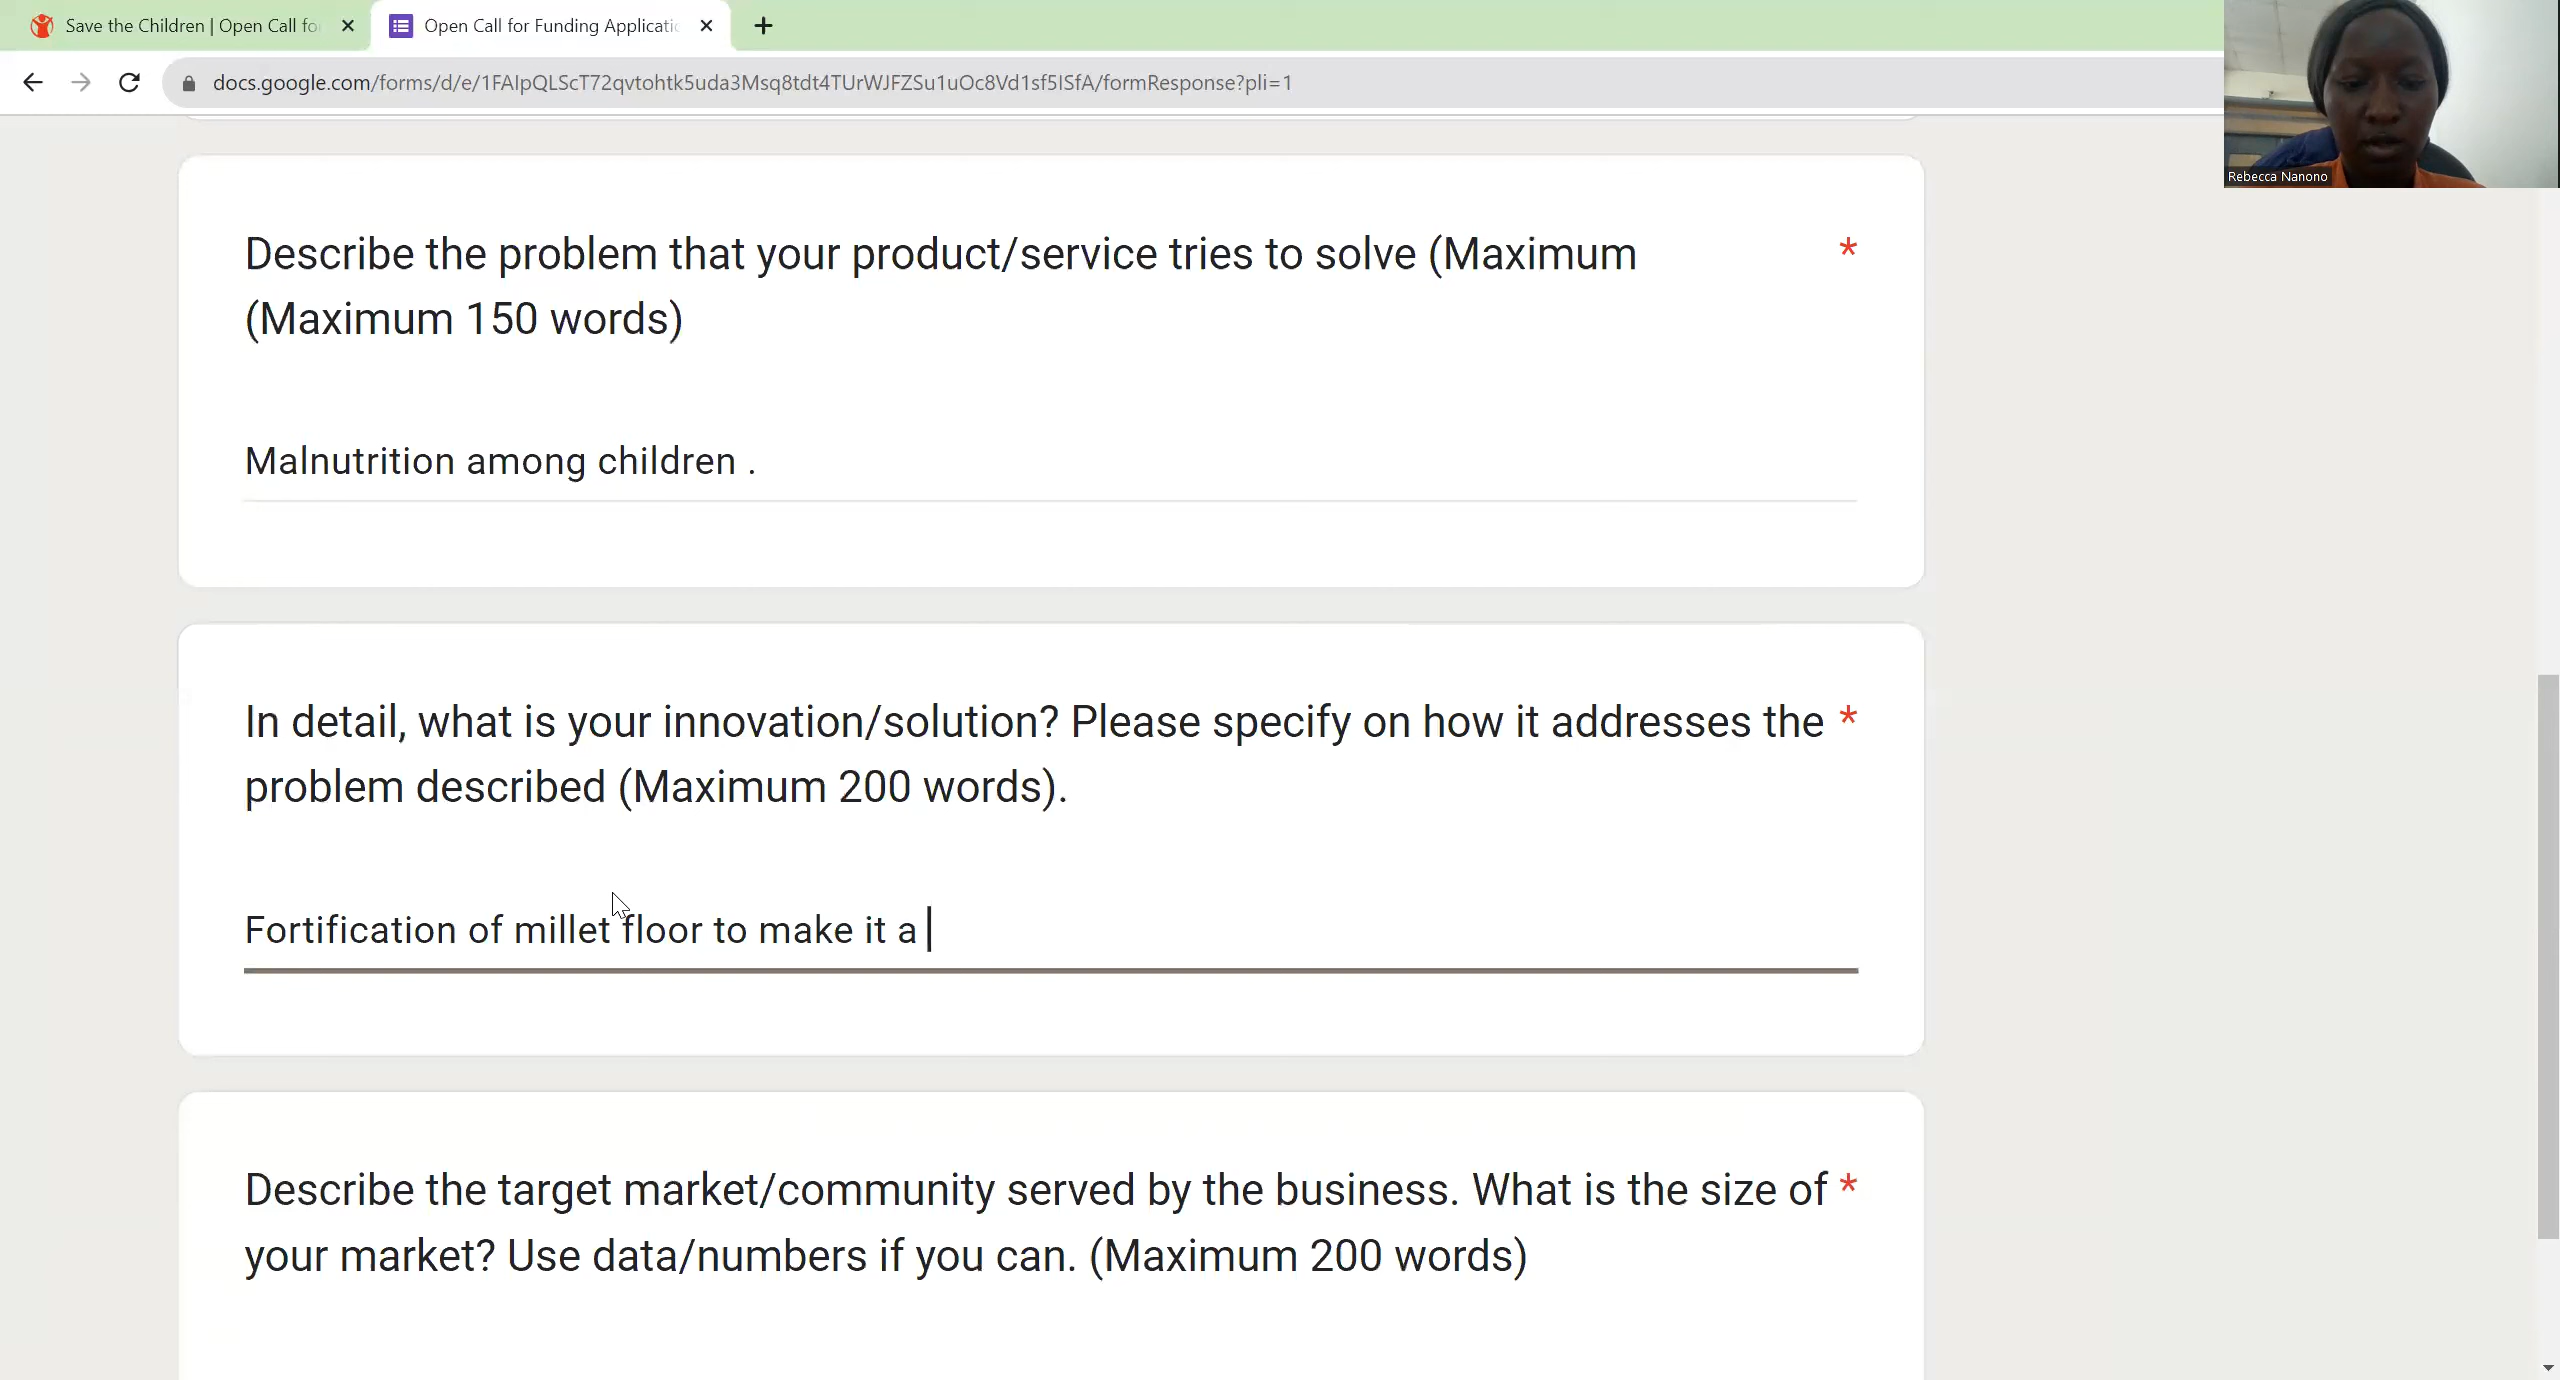 Save the Children | Open Call fo
Open Call for Funding Applicati
docs.google.com/forms/d/e/1FAIpQLScT72qvtohtk5uda3Msq8tdt4TUrWJFZSu1uOc8Vd1sf5ISfA/formResponse?pli=1
Rebecca Nanono
Describe the problem that your product/service tries to solve (Maximum *
(Maximum 150 words)
Malnutrition among children .
In detail, what is your innovation/solution? Please specify on how it addresses the *
problem described (Maximum 200 words).
Fortification of millet floor to make it a
Describe the target market/community served by the business. What is the size of *
your market? Use data/numbers if you can. (Maximum 200 words)